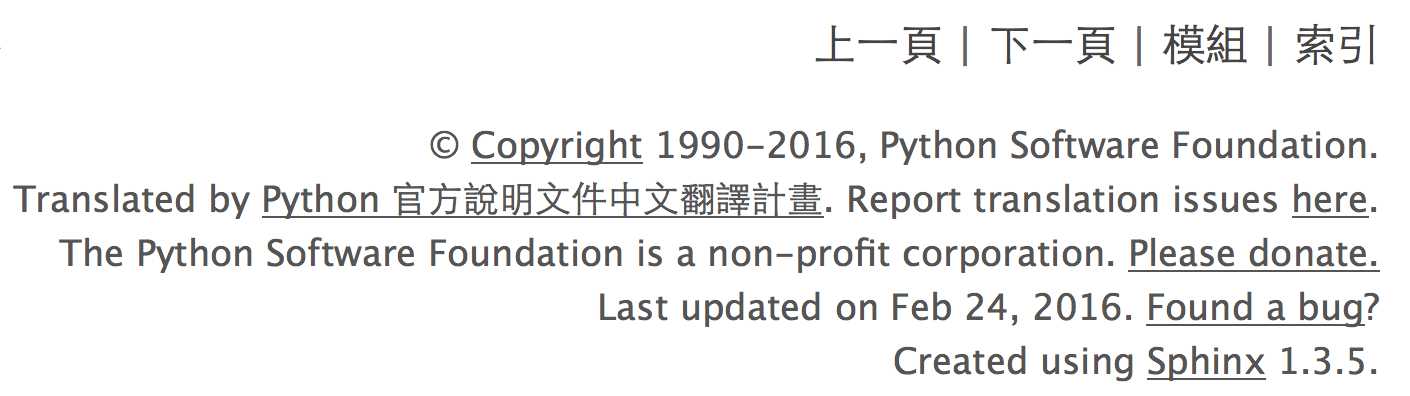 上一頁 | 下一頁 | 模組 | 索引
© Copyright 1990-2016, Python Software Foundation.
Translated by Python 官方說明文件中文翻譯計畫. Report translation issues here.
The Python Software Foundation is a non-profit corporation. Please donate.
Last updated on Feb 24, 2016. Found a bug?
Created using Sphinx 1.3.5.